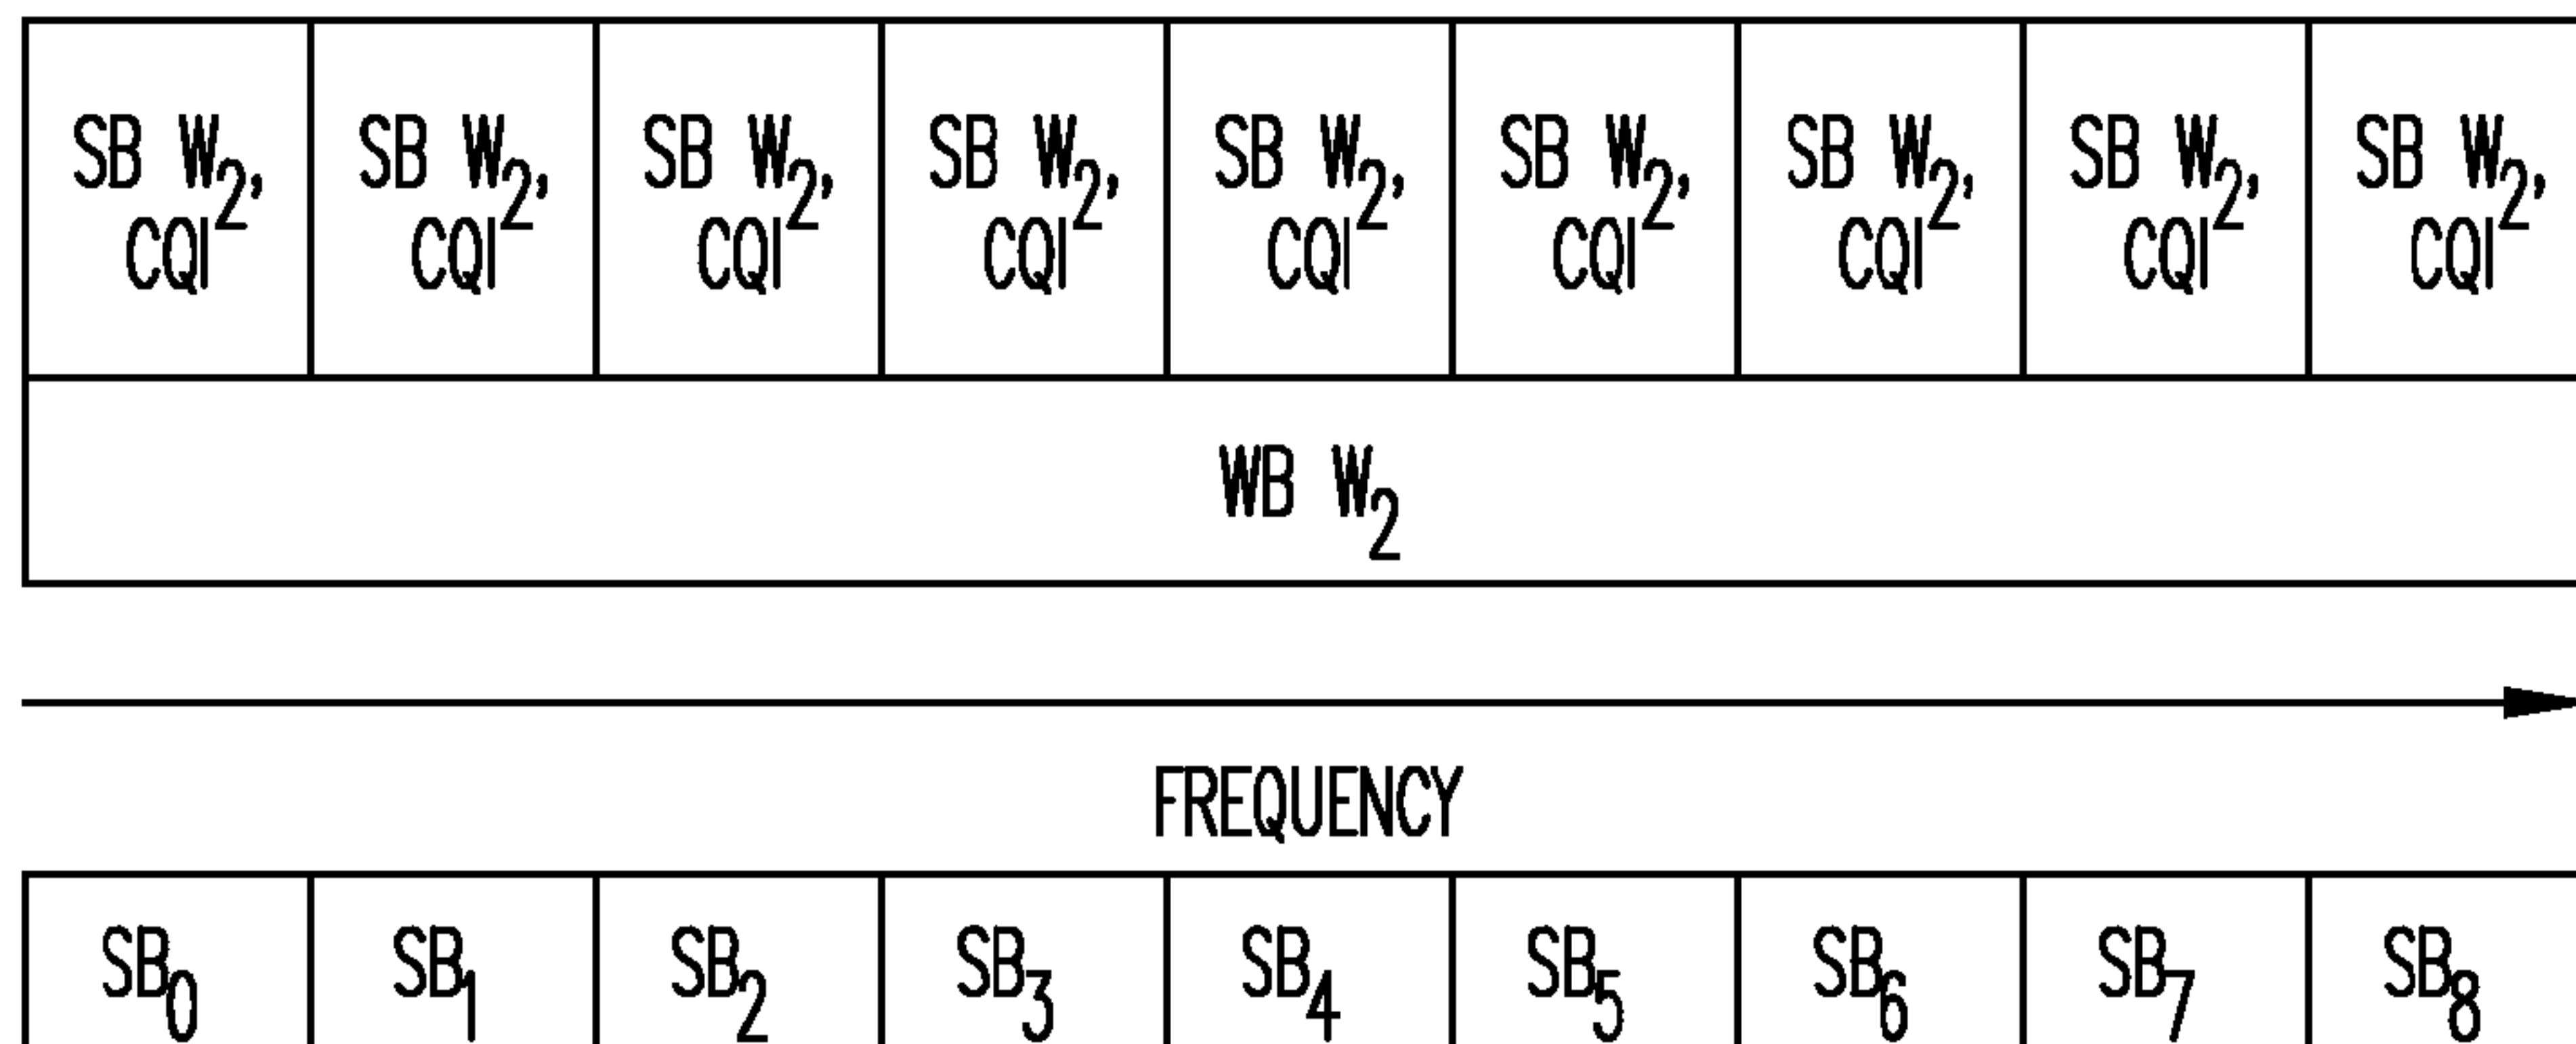 SB W2, SB W2, SB W2, SB W2, SB W2, SB W2, SB W2, SB W2, SB W2,
CQI CQI CQI CQI CQI CQI CQI CQI CQI
WB W2
FREQUENCY
SB0 SB1 SB2 SB3 SB4 SB5 SB6 SB7 SB8